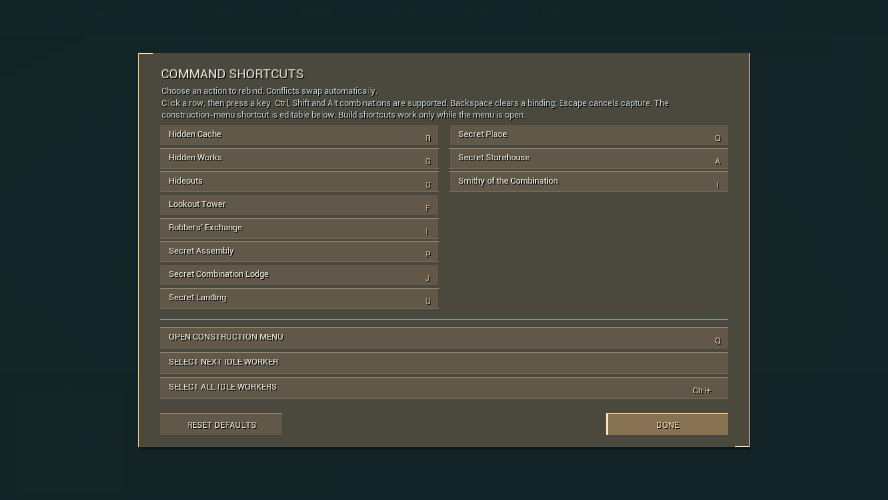 COMMAND SHORTCUTS
Choose an action to rebind. Conflicts swap automatically.
Click a row, then press a key. Ctrl, Shift and Alt combinations are supported. Backspace clears a binding; Escape cancels capture. The
construction-menu shortcut is editable below. Build shortcuts work only while the menu is open.
Hidden Cache R
Hidden Works G
Hideouts
Lookout Tower F
Robbers' Exchange I
Secret Assembly P
Secret Combination Lodge J
Secret Landing U
Secret Place Q
Secret Storehouse A
Smithy of the Combination
OPEN CONSTRUCTION MENU Q
SELECT NEXT IDLE WORKER
SELECT ALL IDLE WORKERS Ctrl+
RESET DEFAULTS
DONE